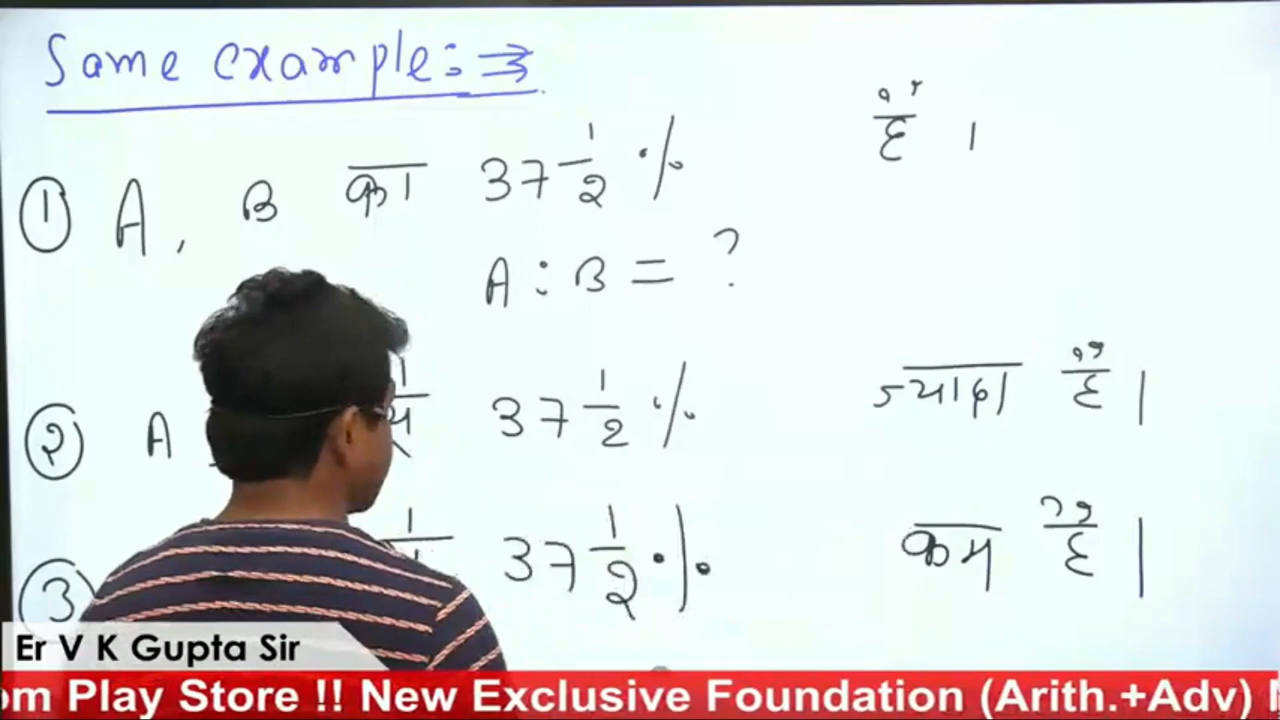 Same example:⇒
① A, B का 37 1/2 % है ।
A : B = ?
② A 37 1/2 % ज्यादा है ।
③ 37 1/2 % कम है ।
Er V K Gupta Sir
om Play Store !! New Exclusive Foundation (Arith.+Adv)